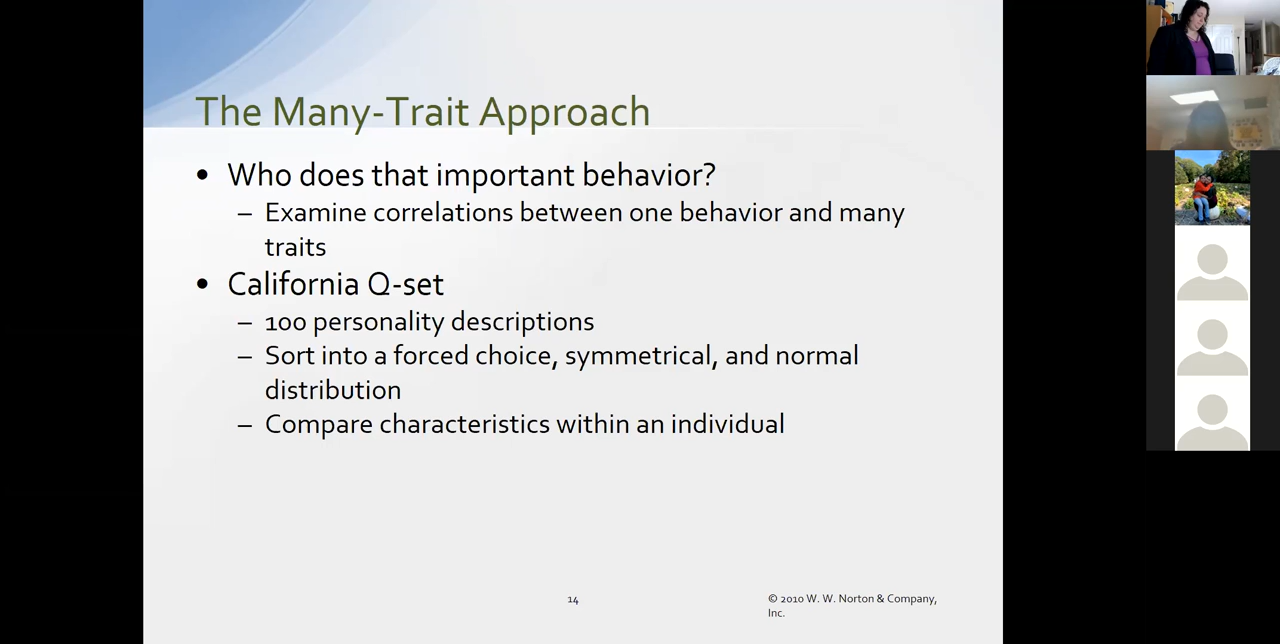 The Many-Trait Approach
• Who does that important behavior?
– Examine correlations between one behavior and many
traits
• California Q-set
– 100 personality descriptions
– Sort into a forced choice, symmetrical, and normal
distribution
– Compare characteristics within an individual
14
© 2010 W. W. Norton & Company,
Inc.